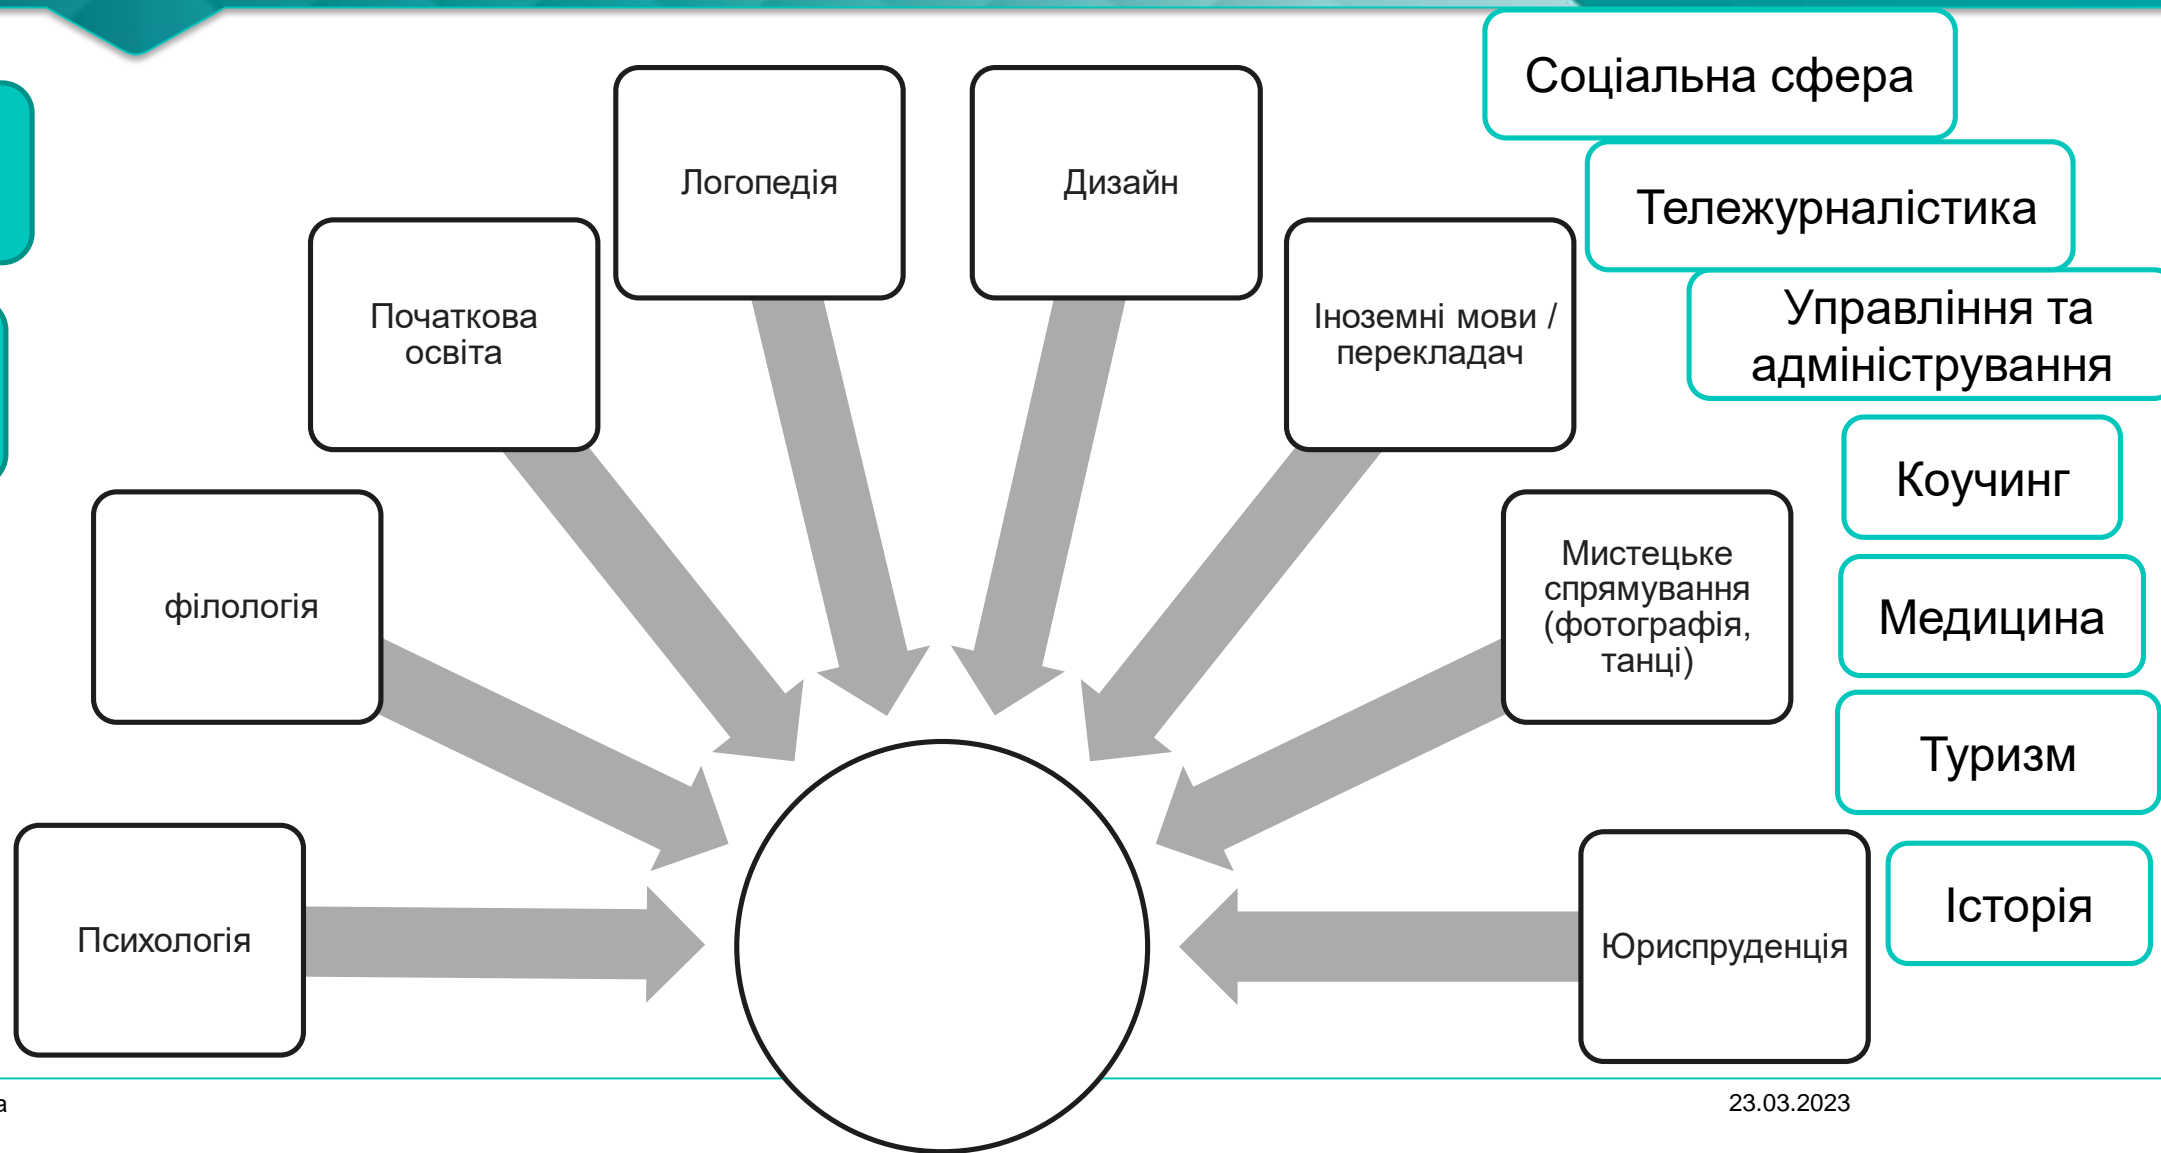 Соціальна сфера
Логопедія
Дизайн
Тележурналістика
Початкова
освіта
Іноземні мови /
перекладач
Управління та
адміністрування
Коучинг
філологія
Мистецьке
спрямування
(фотографія,
танці)
Медицина
Туризм
Психологія
Юриспруденція
Історія
а
23.03.2023